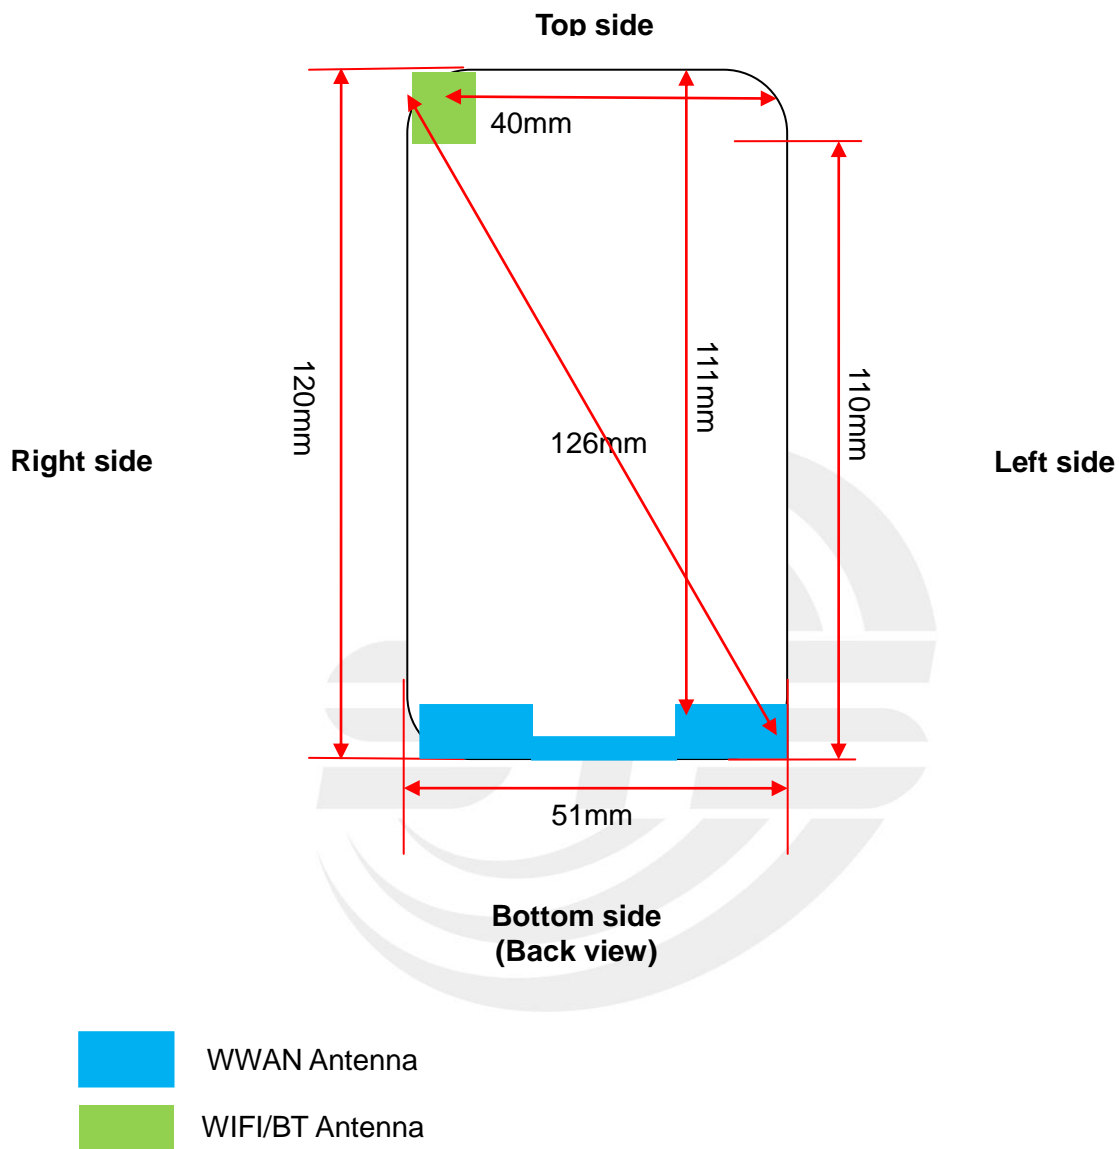 Top side
40mm
120mm
111mm
110mm
126mm
Right side
Left side
51mm
Bottom side
(Back view)
WWAN Antenna
WIFI/BT Antenna